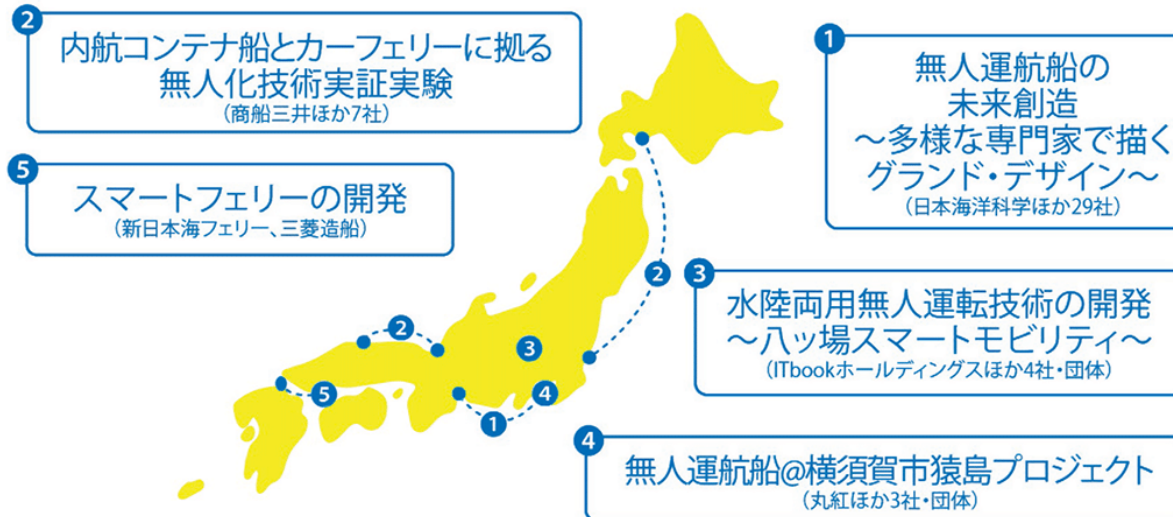 2
内航コンテナ船とカーフェリーに拠る
無人化技術実証実験
(商船三井ほか7社)
1
無人運航船の
未来創造
～多様な専門家で描く
グランド・デザイン～
(日本海洋科学ほか29社)
5
スマートフェリーの開発
(新日本海フェリー、三菱造船)
3
水陸両用無人運転技術の開発
～八ッ場スマートモビリティ～
(ITbookホールディングスほか4社・団体)
4
無人運航船@横須賀市猿島プロジェクト
(丸紅ほか3社・団体)
2
2
3
5
4
1